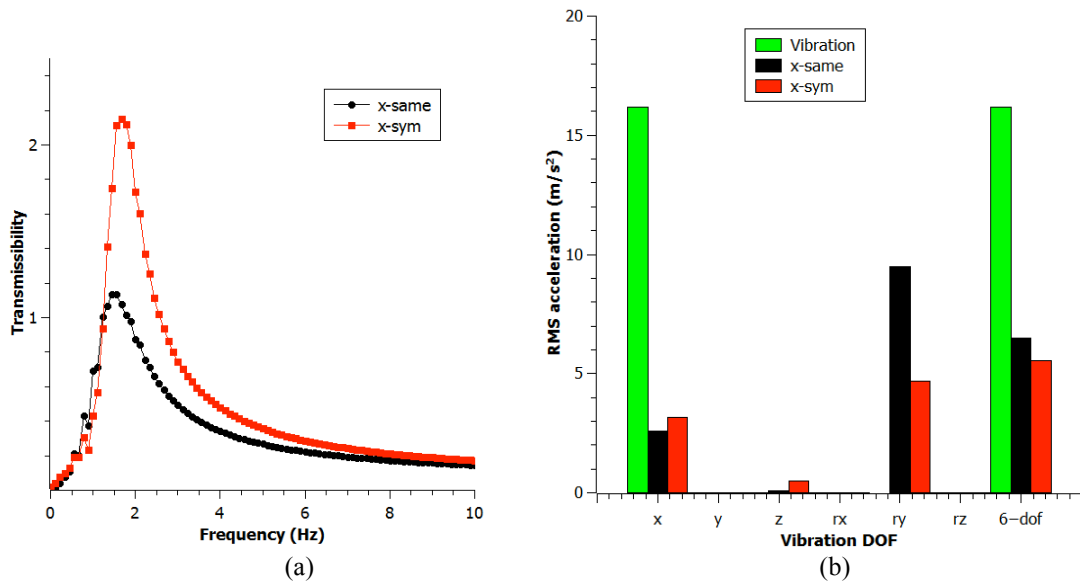 x-same
x-sym
2
1
Transmissibility
0
2
4
6
8
10
Frequency (Hz)
(a)
Vibration
x-same
x-sym
20
15
10
5
0
RMS acceleration (m/s²)
x
y
z
rx
ry
rz
6-dof
Vibration DOF
(b)